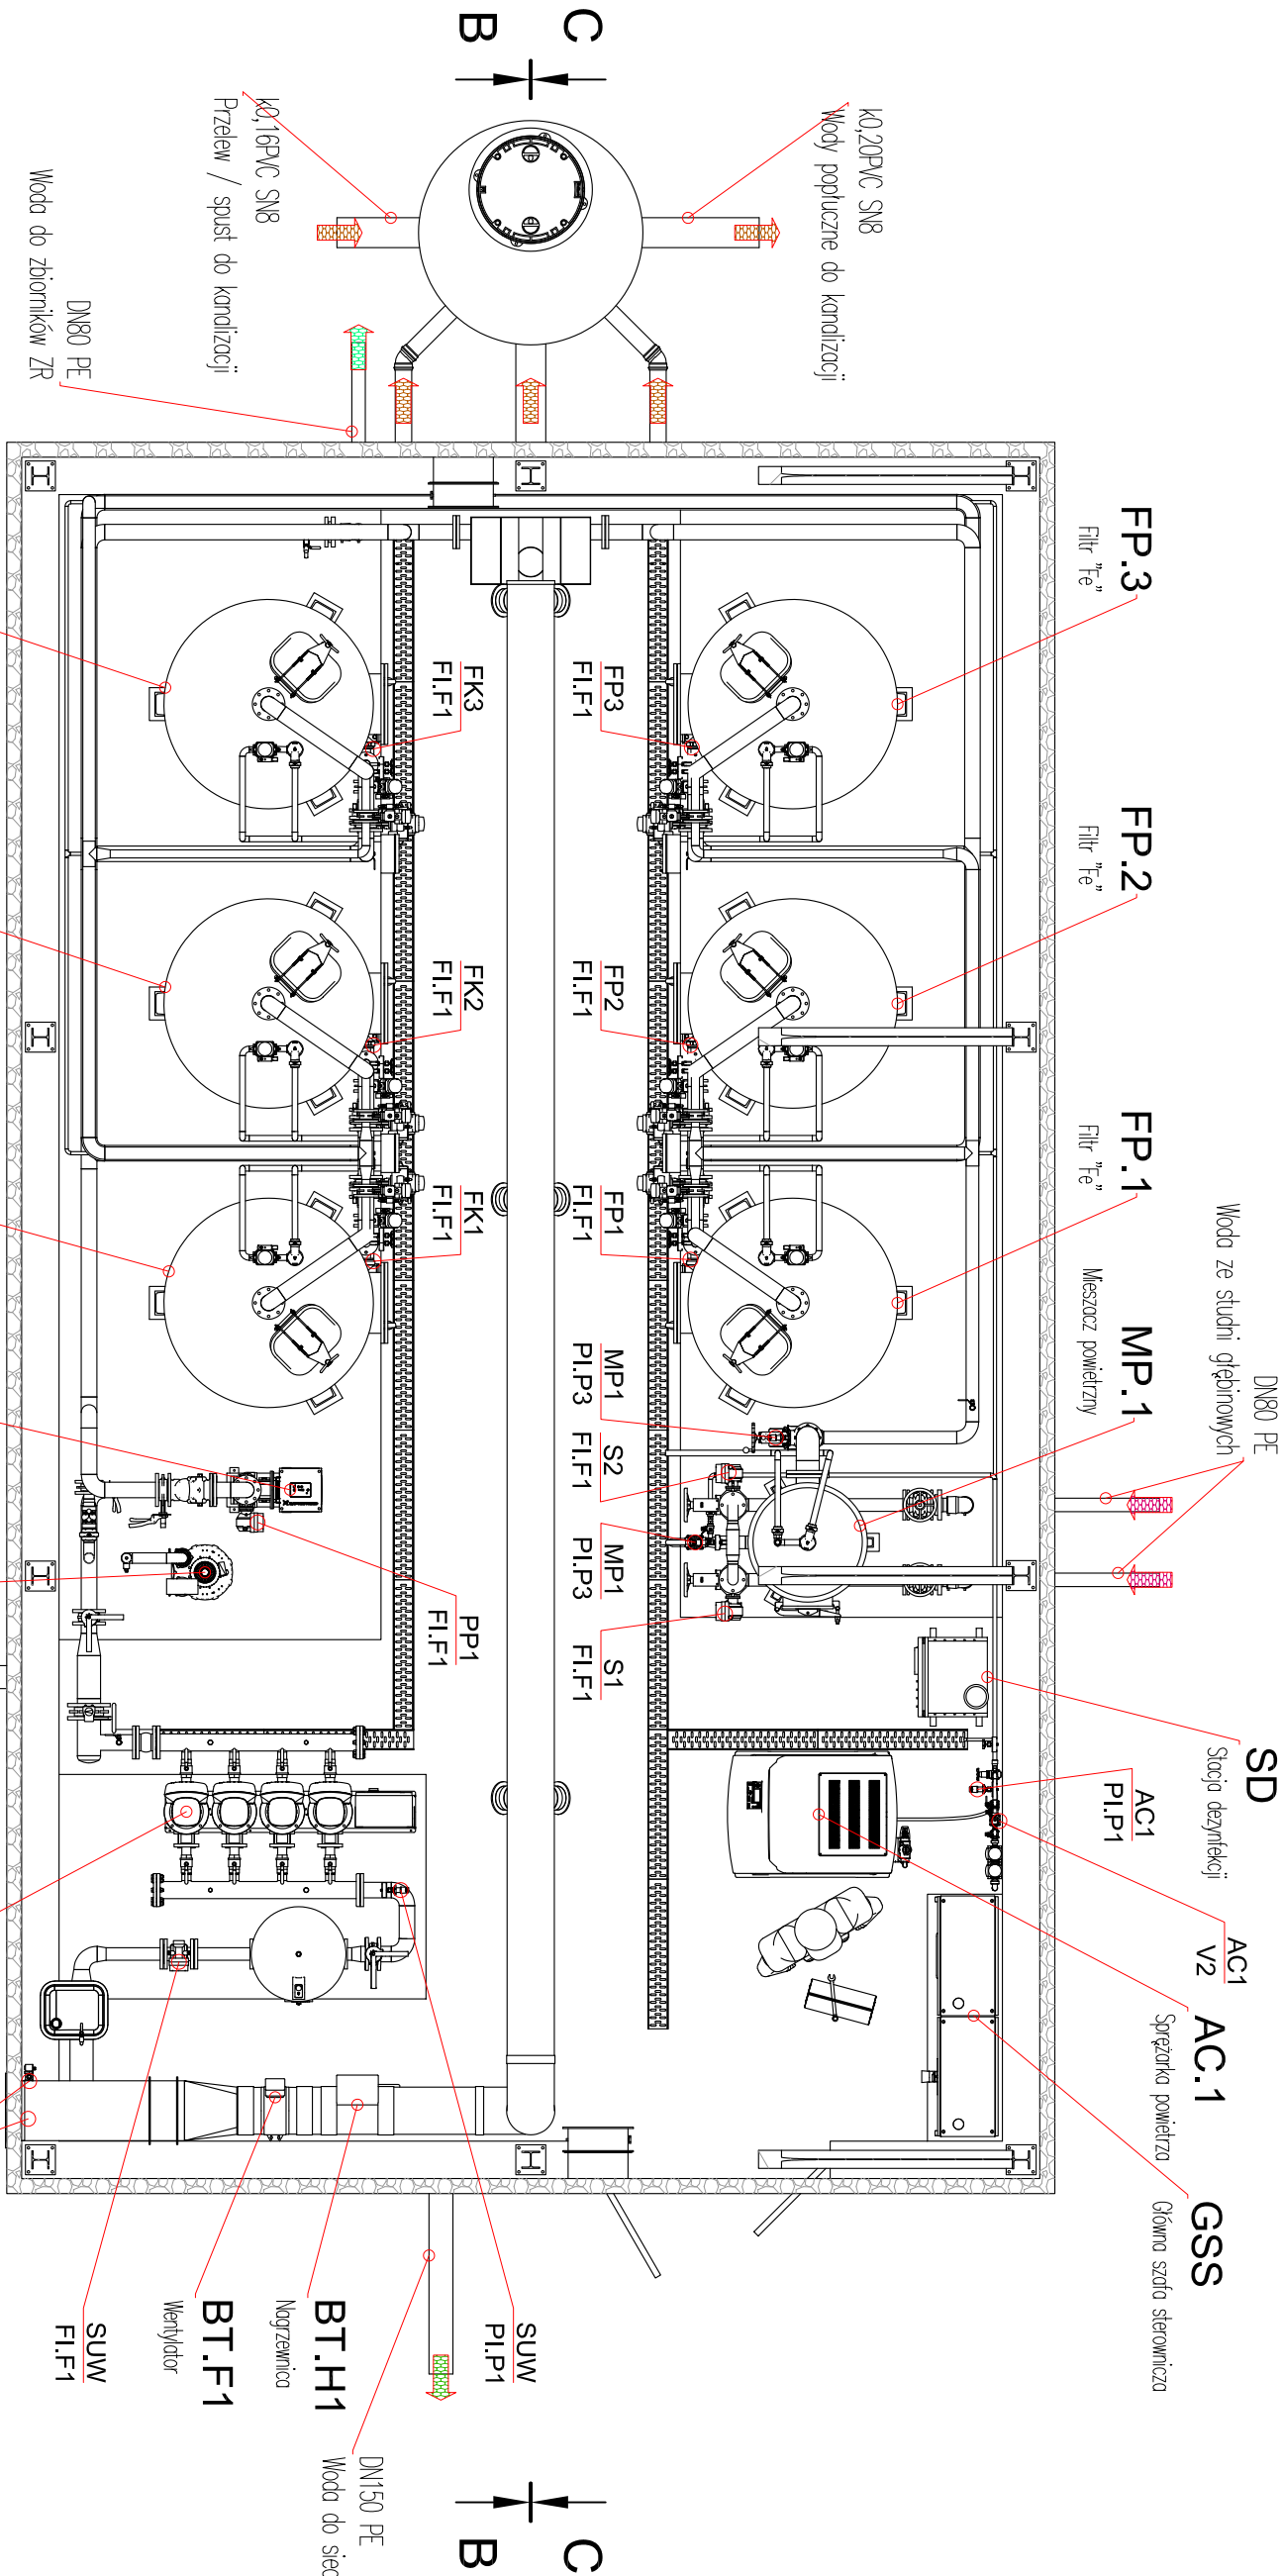 C
B
k0,20PVC SN8
Wody popłuczne do kanalizacji
k0,16PVC SN8
Przelew / spust do kanalizacji
DN80 PE
Woda do zbiorników ZR
FP.3
Filtr "Fe"
FP.2
Filtr "Fe"
FP.1
Filtr "Fe"
MP.1
Mieszacz powietrzny
DN80 PE
Woda ze studni głębinowych
SD
Stacja dezynfekcji
AC1
PI.P1
AC1
V2
AC.1
Sprężarka powietrza
GSS
Główna szafa sterownicza
FP3
FI.F1
FP2
FI.F1
FP1
FI.F1
MP1
PI.P3
S2
FI.F1
MP1
PI.P3
S1
FI.F1
FK3
FI.F1
FK2
FI.F1
FK1
FI.F1
PP1
FI.F1
SUW
PI.P1
BT.H1
Nagrzewnica
BT.F1
Wentylator
SUW
FI.F1
DN150 PE
Woda do siec
C
B